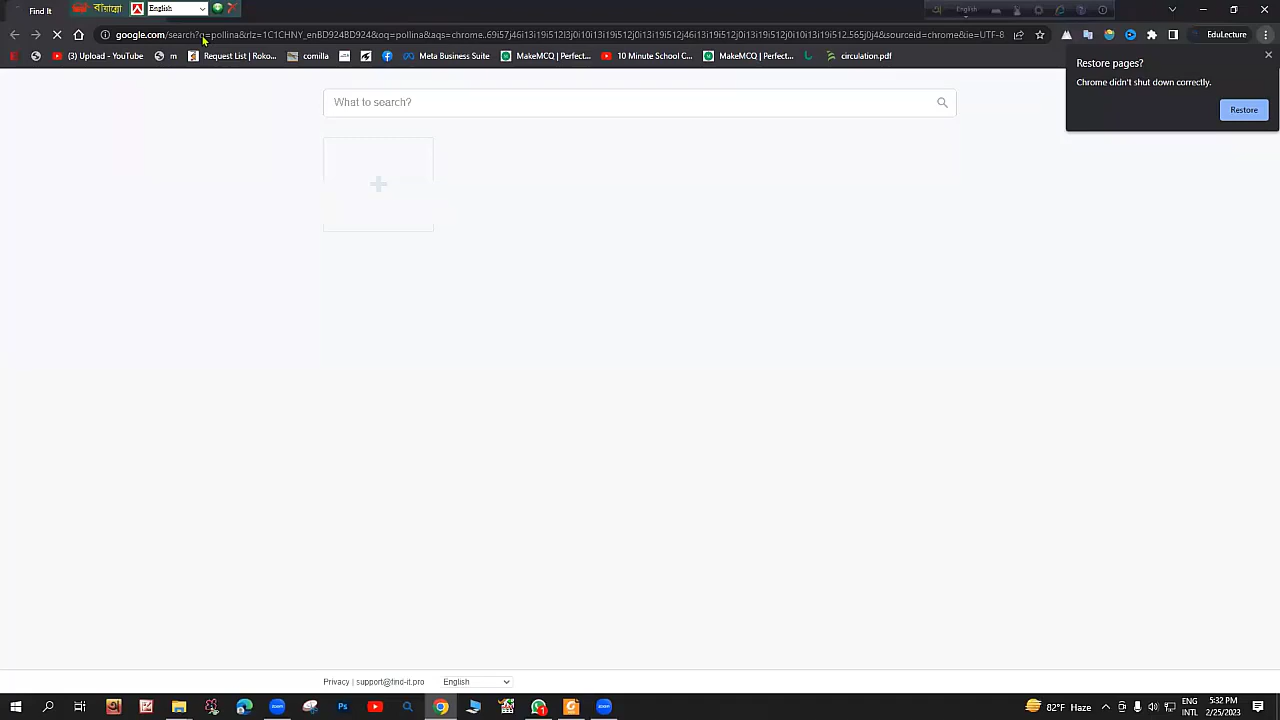 Find It
বায়ান্নো
English
English
google.com/search?q=pollina&rlz=1C1CHNY_enBD924BD924&oq=pollina&aqs=chrome..69i57j46i13i19i512l3j0i10i13i19i512j46i13i19i512j0i13i19i512j0i10i13i19i512.565j0j4&sourceid=chrome&ie=UTF-8
EduLecture
(3) Upload - YouTube
m
Request List / Roko...
comilla
Meta Business Suite
MakeMCQ | Perfect...
10 Minute School C...
MakeMCQ | Perfect...
circulation.pdf
Restore pages?
Chrome didn't shut down correctly.
Restore
What to search?
Privacy | support@find-it.pro
English
82°F Haze
ENG
INTL
5:32 PM
2/25/2023